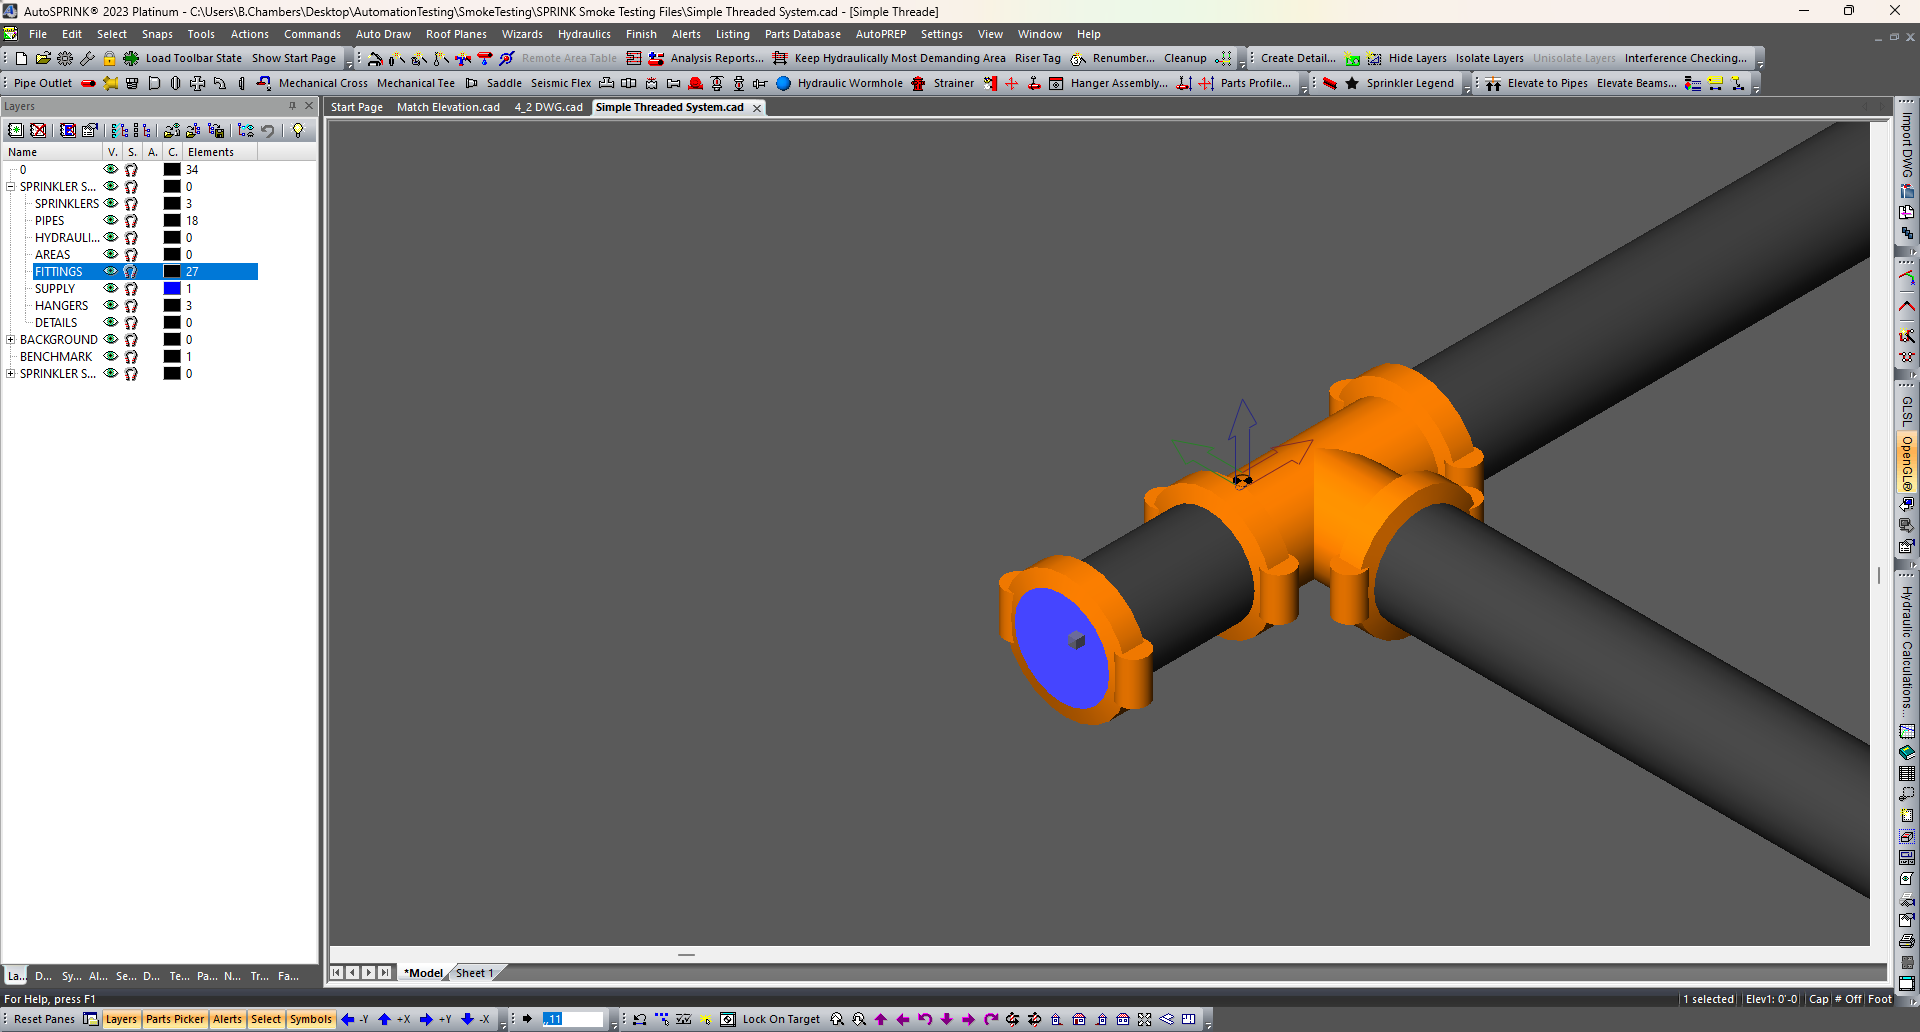 AutoSPRINK® 2023 Platinum - C:\Users\B.Chambers\Desktop\AutomationTesting\SmokeTesting\SPRINK Smoke Testing Files\Simple Threaded System.cad - [Simple Threade]
File Edit Select Snaps Tools Actions Commands Auto Draw Roof Planes Wizards Hydraulics Finish Alerts Listing Parts Database AutoPREP Settings View Window Help
Load Toolbar State Show Start Page Remote Area Table Analysis Reports... Keep Hydraulically Most Demanding Area Riser Tag Renumber... Cleanup Create Detail... Hide Layers Isolate Layers Unisolate Layers Interference Checking...
Pipe Outlet Mechanical Cross Mechanical Tee Saddle Seismic Flex Hydraulic Wormhole Strainer Hanger Assembly... Parts Profile... Sprinkler Legend Elevate to Pipes Elevate Beams...
Layers
Start Page Match Elevation.cad 4_2 DWG.cad Simple Threaded System.cad
Name V. S. A. C. Elements
0 34
SPRINKLER S... 0
SPRINKLERS 3
PIPES 18
HYDRAULI... 0
AREAS 0
FITTINGS 27
SUPPLY 1
HANGERS 3
DETAILS 0
BACKGROUND 0
BENCHMARK 1
SPRINKLER S... 0
Import DWG
GLSL
OpenGL®
Hydraulic Calculations...
La... D... Sy... Al... Se... D... Te... Pa... N... Tr... Fa...
*Model Sheet 1
For Help, press F1
1 selected Elev1: 0'-0 Cap # Off Foot
Reset Panes Layers Parts Picker Alerts Select Symbols -Y +X +Y -X .,11 Lock On Target